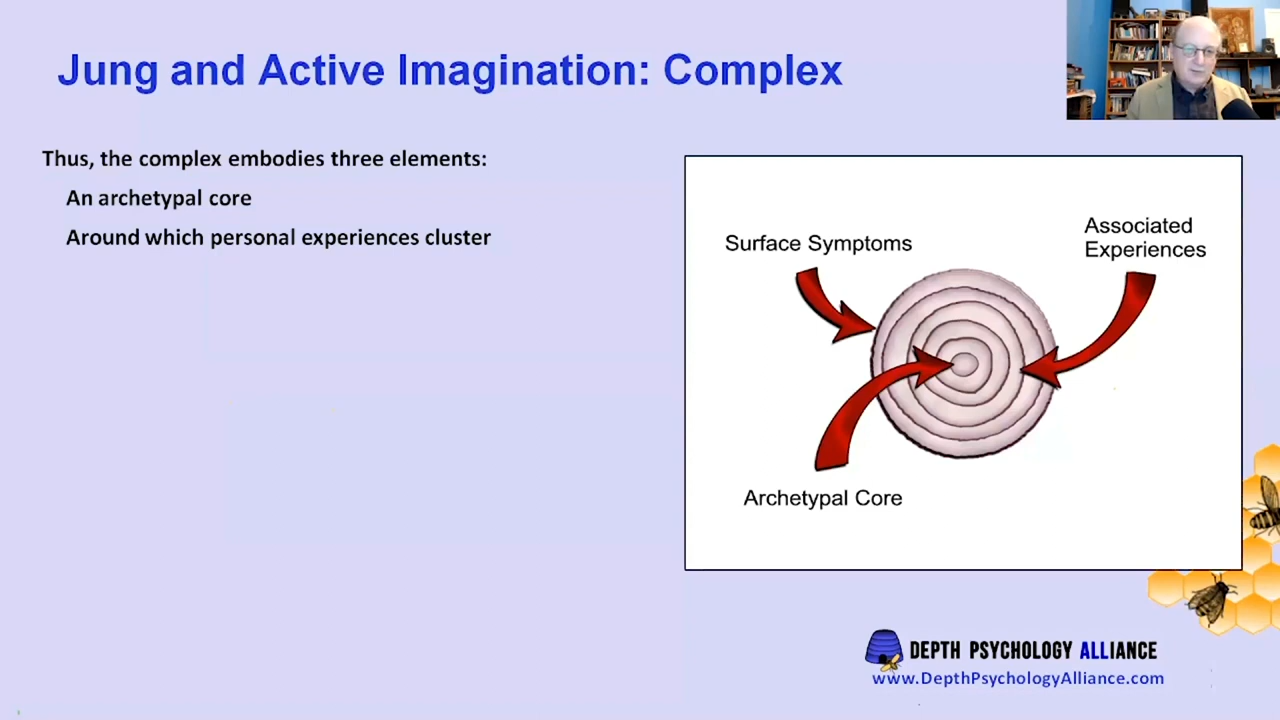 Jung and Active Imagination: Complex
Thus, the complex embodies three elements:
An archetypal core
Around which personal experiences cluster
Surface Symptoms
Associated
Experiences
Archetypal Core
DEPTH PSYCHOLOGY ALLIANCE
www.DepthPsychologyAlliance.com